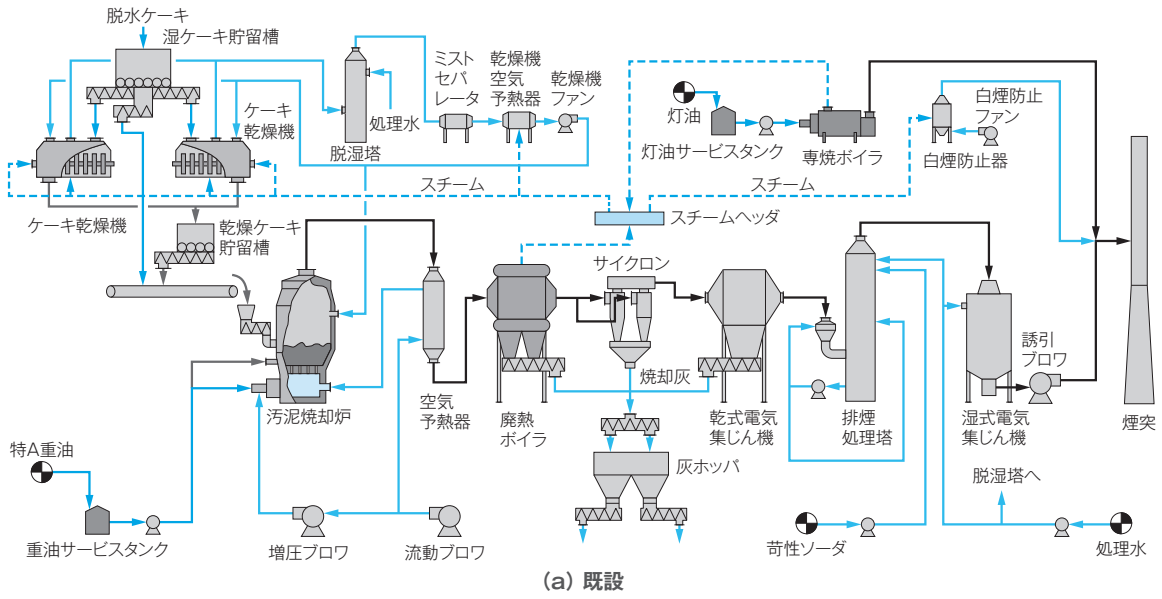 脱水ケーキ
湿ケーキ貯留槽
ケーキ
乾燥機
処理水
脱湿塔
ミスト
セパ
レータ
乾燥機
空気
予熱器
乾燥機
ファン
灯油
灯油サービスタンク
専焼ボイラ
白煙防止
ファン
白煙防止器
スチーム
スチーム
スチームヘッダ
ケーキ乾燥機
乾燥ケーキ
貯留槽
サイクロン
汚泥焼却炉
空気
予熱器
廃熱
ボイラ
焼却灰
乾式電気
集じん機
排煙
処理塔
湿式電気
集じん機
誘引
ブロワ
煙突
特A重油
重油サービスタンク
増圧ブロワ
流動ブロワ
灰ホッパ
脱湿塔へ
苛性ソーダ
処理水
(a) 既設